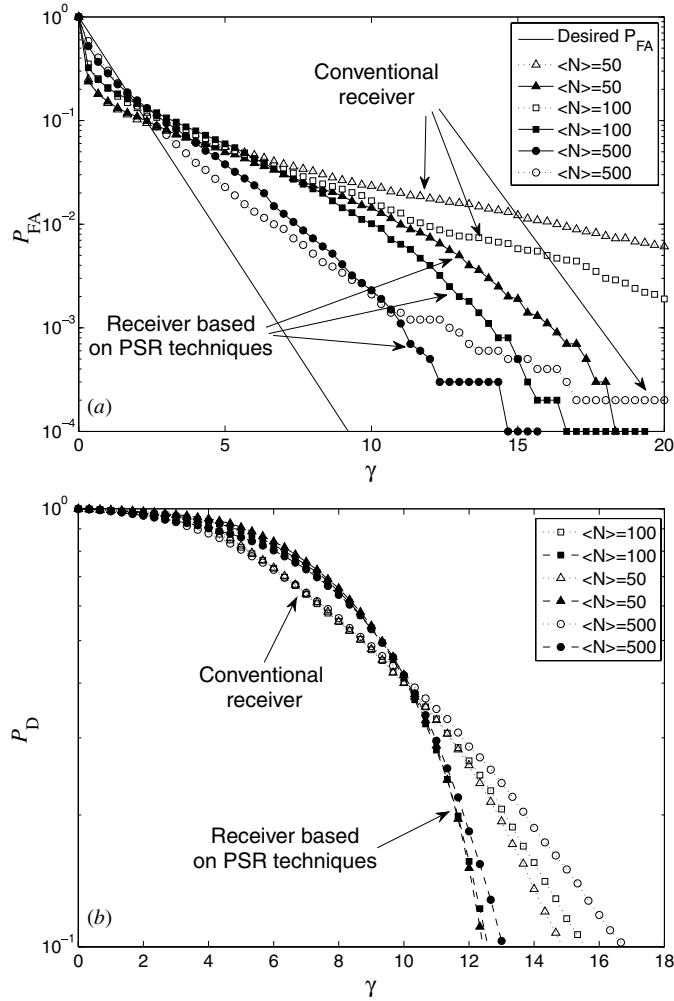 10^0
10^-1
10^-2
10^-3
10^-4
P_FA
Desired P_FA
<N>=50
<N>=50
<N>=100
<N>=100
<N>=500
<N>=500
Conventional
receiver
Receiver based
on PSR techniques
(a)
0 5 10 15 20
γ
10^0
10^-1
P_D
<N>=100
<N>=100
<N>=50
<N>=50
<N>=500
<N>=500
Conventional
receiver
Receiver based
on PSR techniques
(b)
0 2 4 6 8 10 12 14 16 18
γ